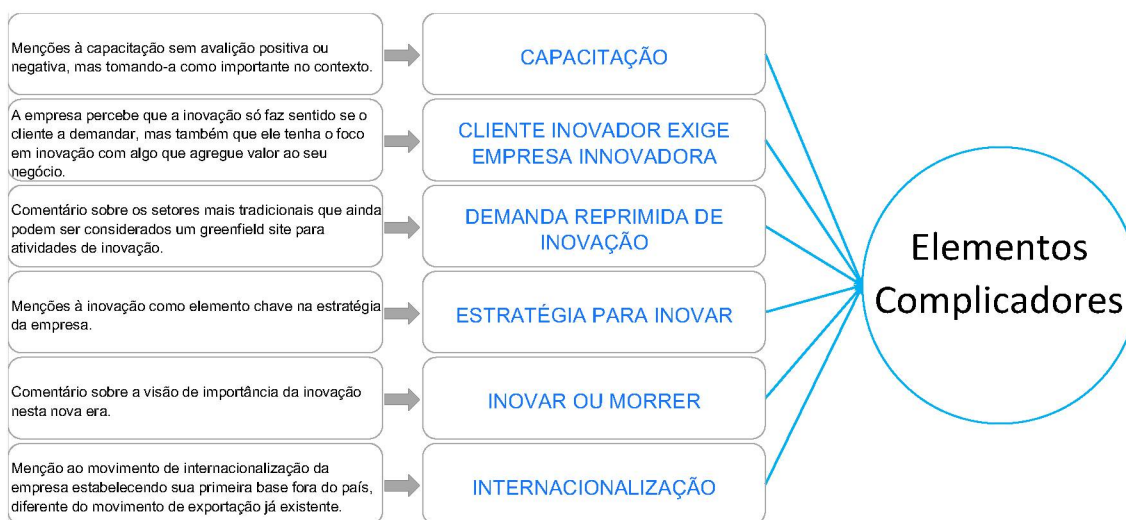 Menções à capacitação sem avalição positiva ou
negativa, mas tomando-a como importante no contexto.
CAPACITAÇÃO
A empresa percebe que a inovação só faz sentido se o
cliente a demandar, mas também que ele tenha o foco
em inovação com algo que agregue valor ao seu
negócio.
CLIENTE INOVADOR EXIGE
EMPRESA INNOVADORA
Comentário sobre os setores mais tradicionais que ainda
podem ser considerados um greenfield site para
atividades de inovação.
DEMANDA REPRIMIDA DE
INOVAÇÃO
Menções à inovação como elemento chave na estratégia
da empresa.
ESTRATÉGIA PARA INOVAR
Comentário sobre a visão de importância da inovação
nesta nova era.
INOVAR OU MORRER
Menção ao movimento de internacionalização da
empresa estabelecendo sua primeira base fora do país,
diferente do movimento de exportação já existente.
INTERNACIONALIZAÇÃO
Elementos
Complicadores